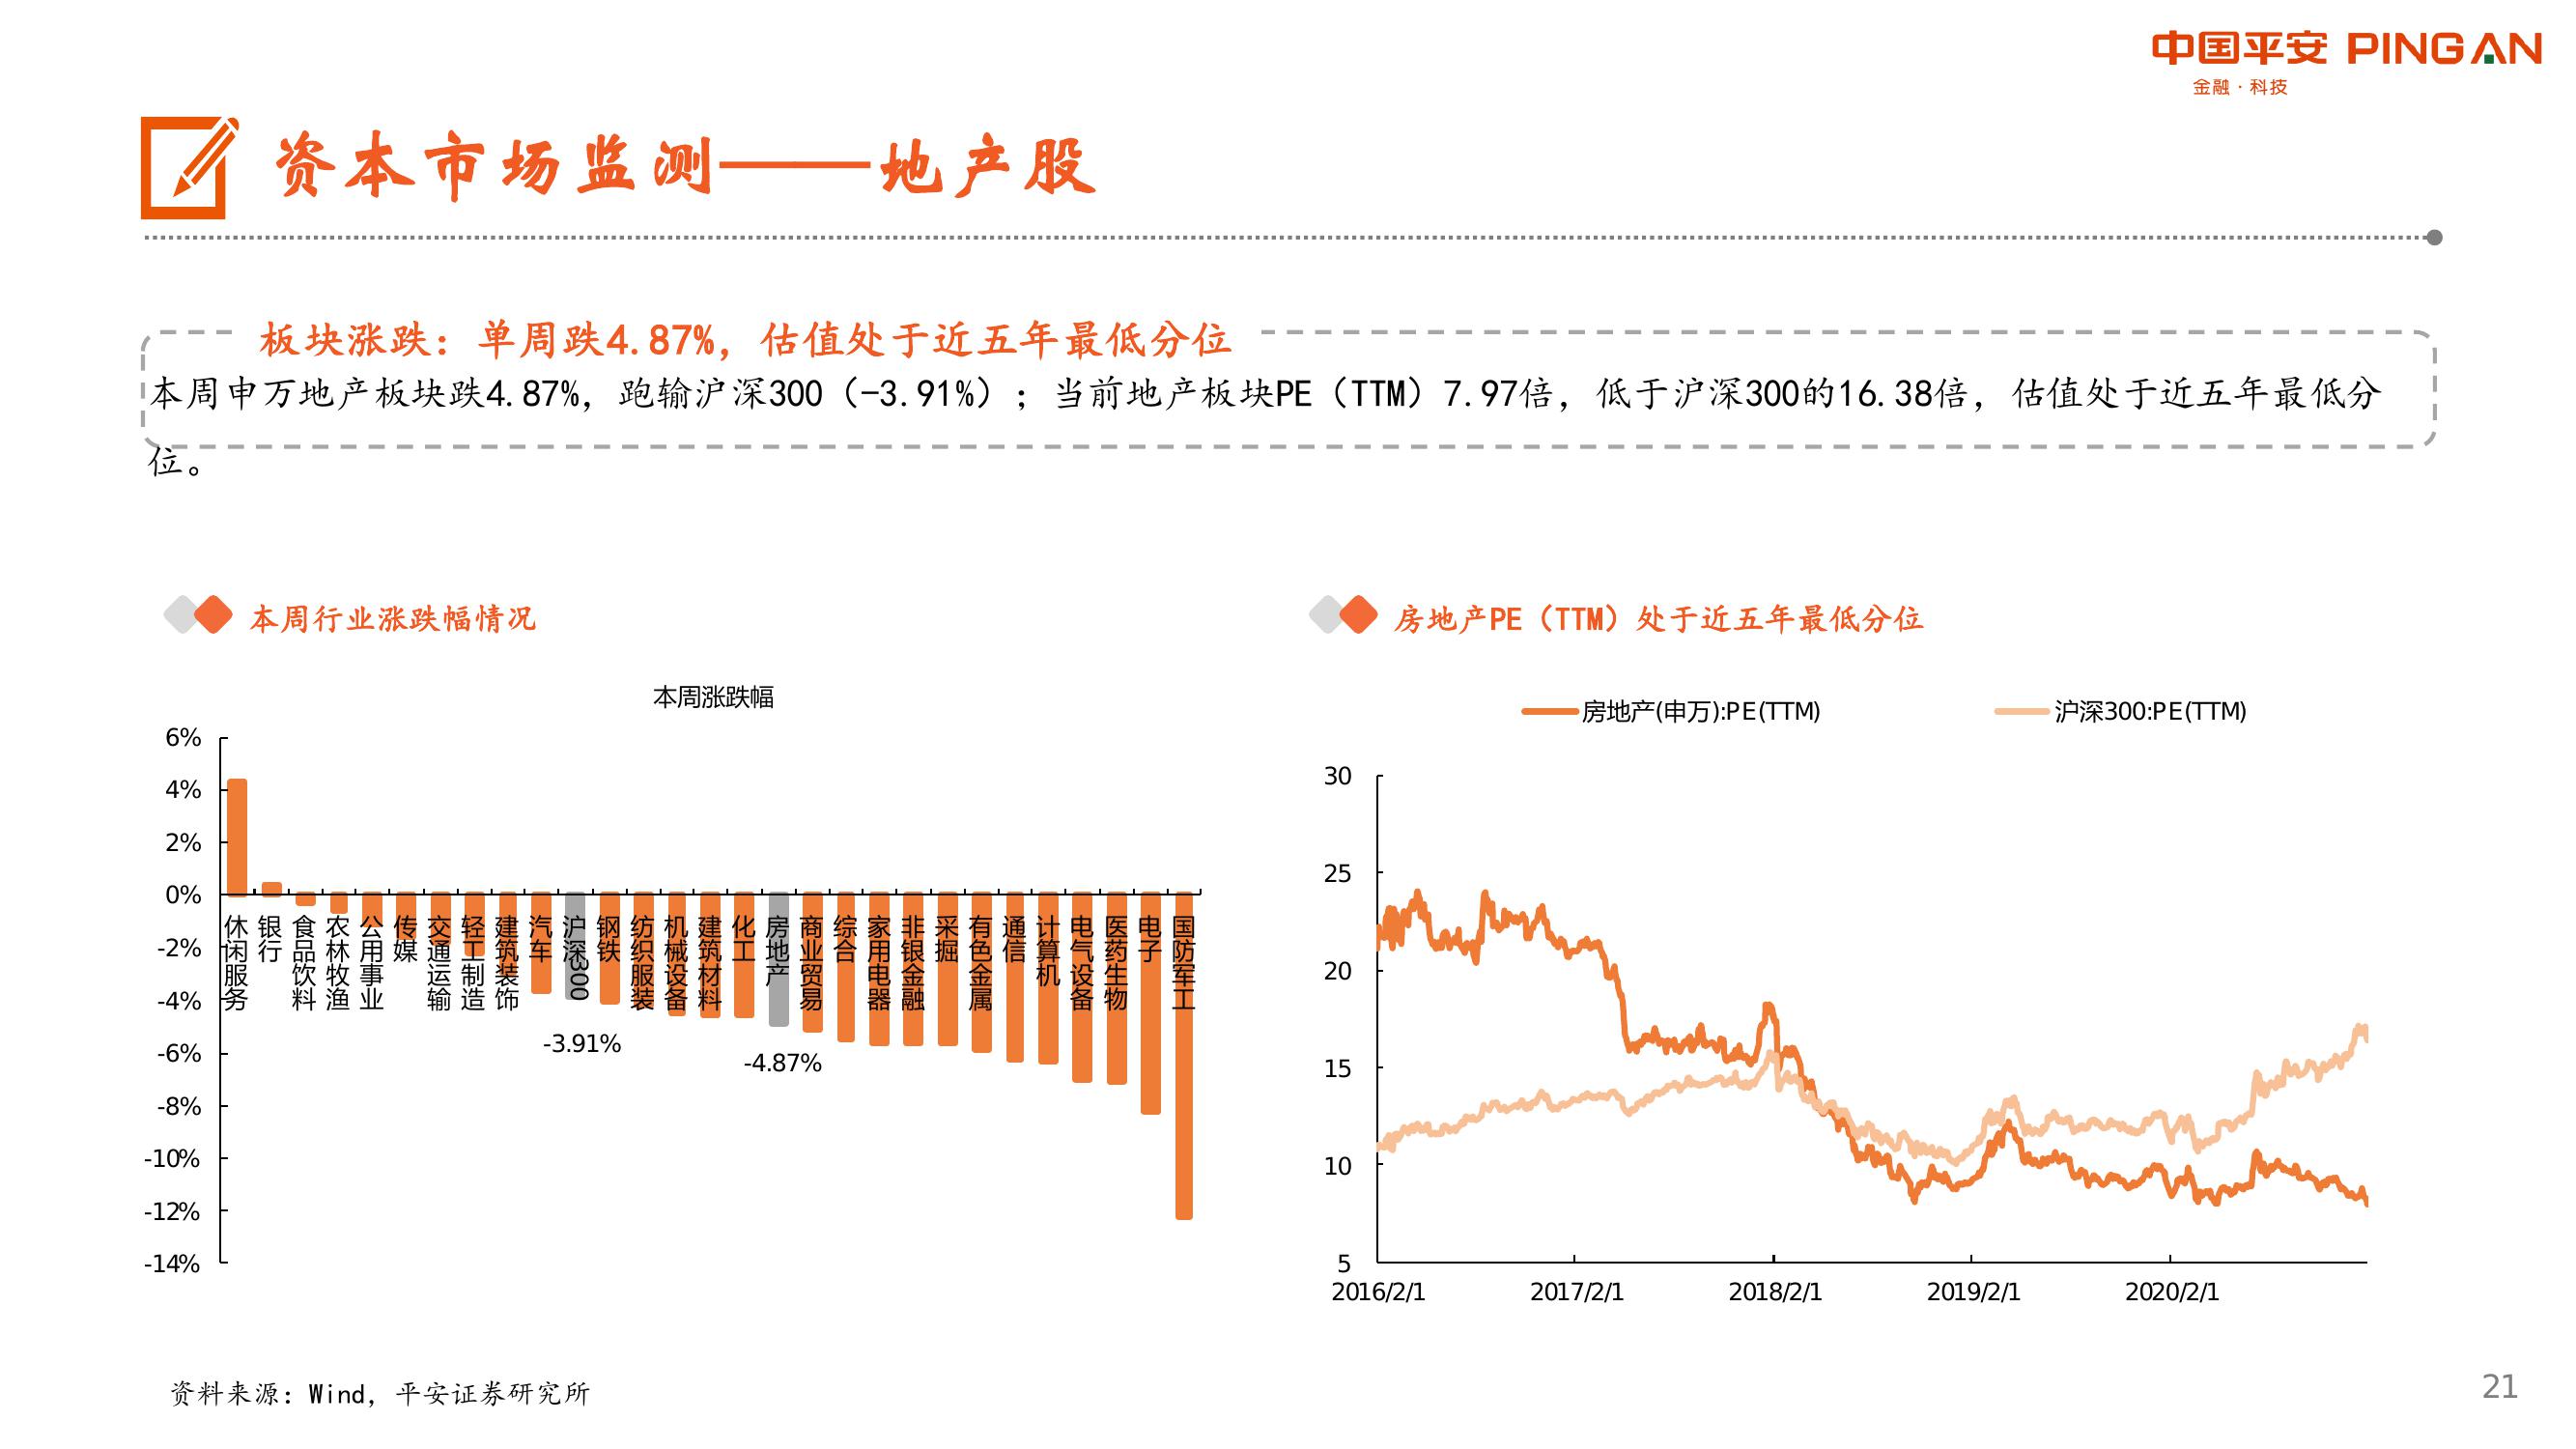 中国平安 PINGAN
金融·科技
资本市场监测——地产股
板块涨跌：单周跌4.87%，估值处于近五年最低分位
本周申万地产板块跌4.87%，跑输沪深300（-3.91%）；当前地产板块PE（TTM）7.97倍，低于沪深300的16.38倍，估值处于近五年最低分
位。
本周行业涨跌幅情况
本周涨跌幅
6%
4%
2%
0%
-2%
-4%
-6%
-8%
-10%
-12%
-14%
休闲服务
银行
食品饮料
农林牧渔
公用事业
传媒
交通运输
轻工制造
建筑装饰
汽车
沪深300
钢铁
纺织服装
机械设备
建筑材料
化工
房地产
商业贸易
综合
家用电器
非银金融
采掘
有色金属
通信
计算机
电气设备
医药生物
电子
国防军工
-3.91%
-4.87%
房地产PE（TTM）处于近五年最低分位
房地产(申万):PE(TTM)
沪深300:PE(TTM)
30
25
20
15
10
5
2016/2/1
2017/2/1
2018/2/1
2019/2/1
2020/2/1
资料来源：Wind，平安证券研究所
21